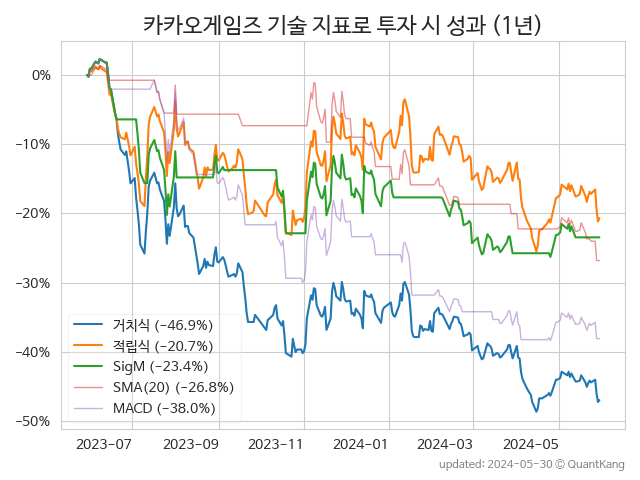 카카오게임즈 기술 지표로 투자 시 성과 (1년)
0%
−10%
−20%
−30%
−40%
−50%
거치식 (−46.9%)
적립식 (−20.7%)
SigM (−23.4%)
SMA(20) (−26.8%)
MACD (−38.0%)
2023-07 2023-09 2023-11 2024-01 2024-03 2024-05
updated: 2024-05-30 ⓒ QuantKang